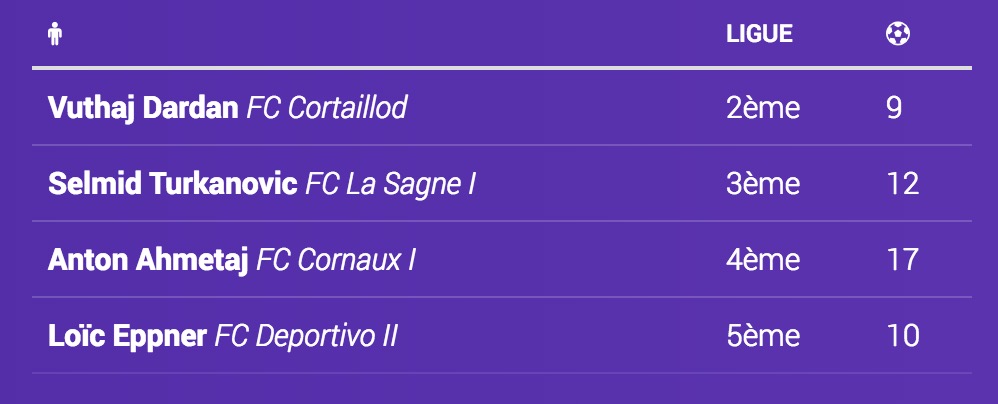 LIGUE
Vuthaj Dardan FC Cortaillod 2ème 9
Selmid Turkanovic FC La Sagne I 3ème 12
Anton Ahmetaj FC Cornaux I 4ème 17
Loïc Eppner FC Deportivo II 5ème 10